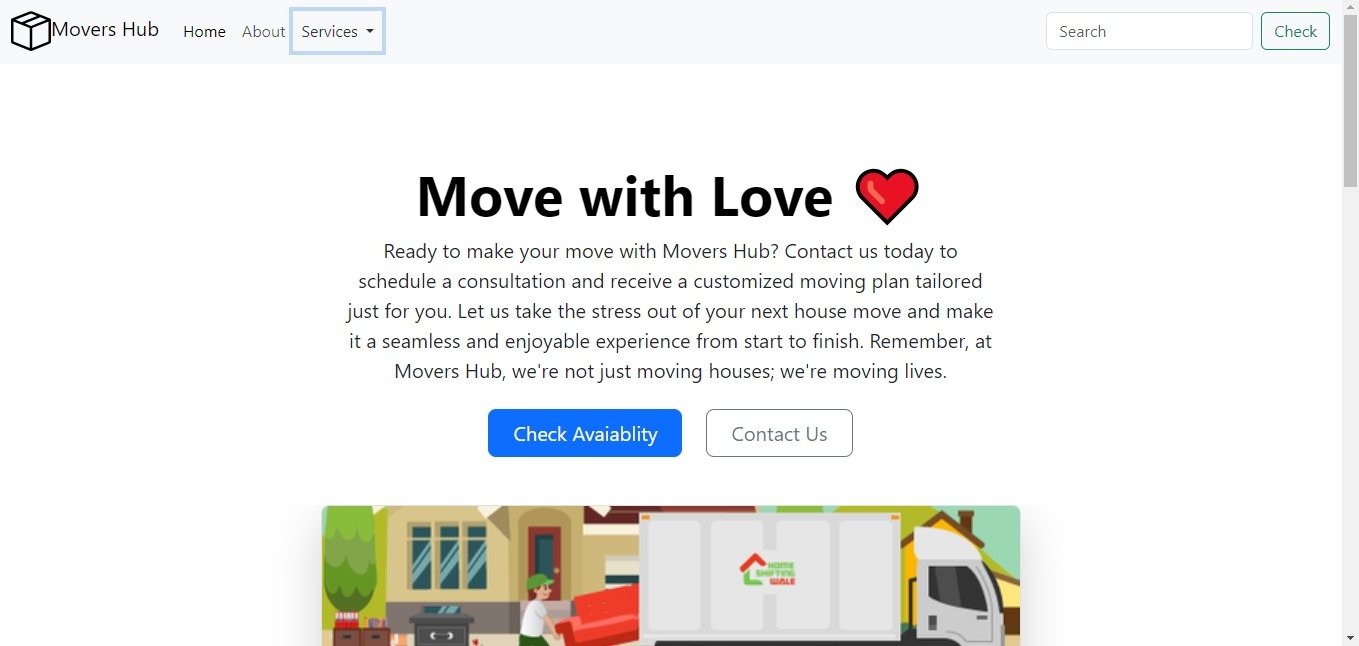 Movers Hub Home About Services Search Check
Move with Love
Ready to make your move with Movers Hub? Contact us today to
schedule a consultation and receive a customized moving plan tailored
just for you. Let us take the stress out of your next house move and make
it a seamless and enjoyable experience from start to finish. Remember, at
Movers Hub, we're not just moving houses; we're moving lives.
Check Avaiablity Contact Us
HOME
SHIFTING
WALE